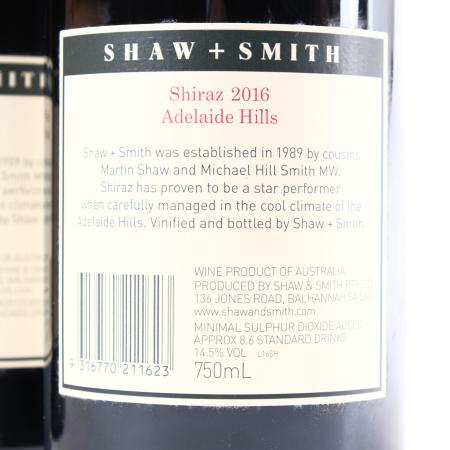 SHAW + SMITH
Shiraz 2016
Adelaide Hills
Shaw + Smith was established in 1989 by cousins
Martin Shaw and Michael Hill Smith MW.
Shiraz has proven to be a star performer
when carefully managed in the cool climate of the
Adelaide Hills. Vinified and bottled by Shaw + Smith.
WINE PRODUCT OF AUSTRALIA
PRODUCED BY SHAW & SMITH PTY LTD
136 JONES ROAD, BALHANNAH SA
www.shawandsmith.com
MINIMAL SULPHUR DIOXIDE ADDED
APPROX 8.6 STANDARD DRINKS
14.5% VOL L16SH
750mL
9 316770 211623